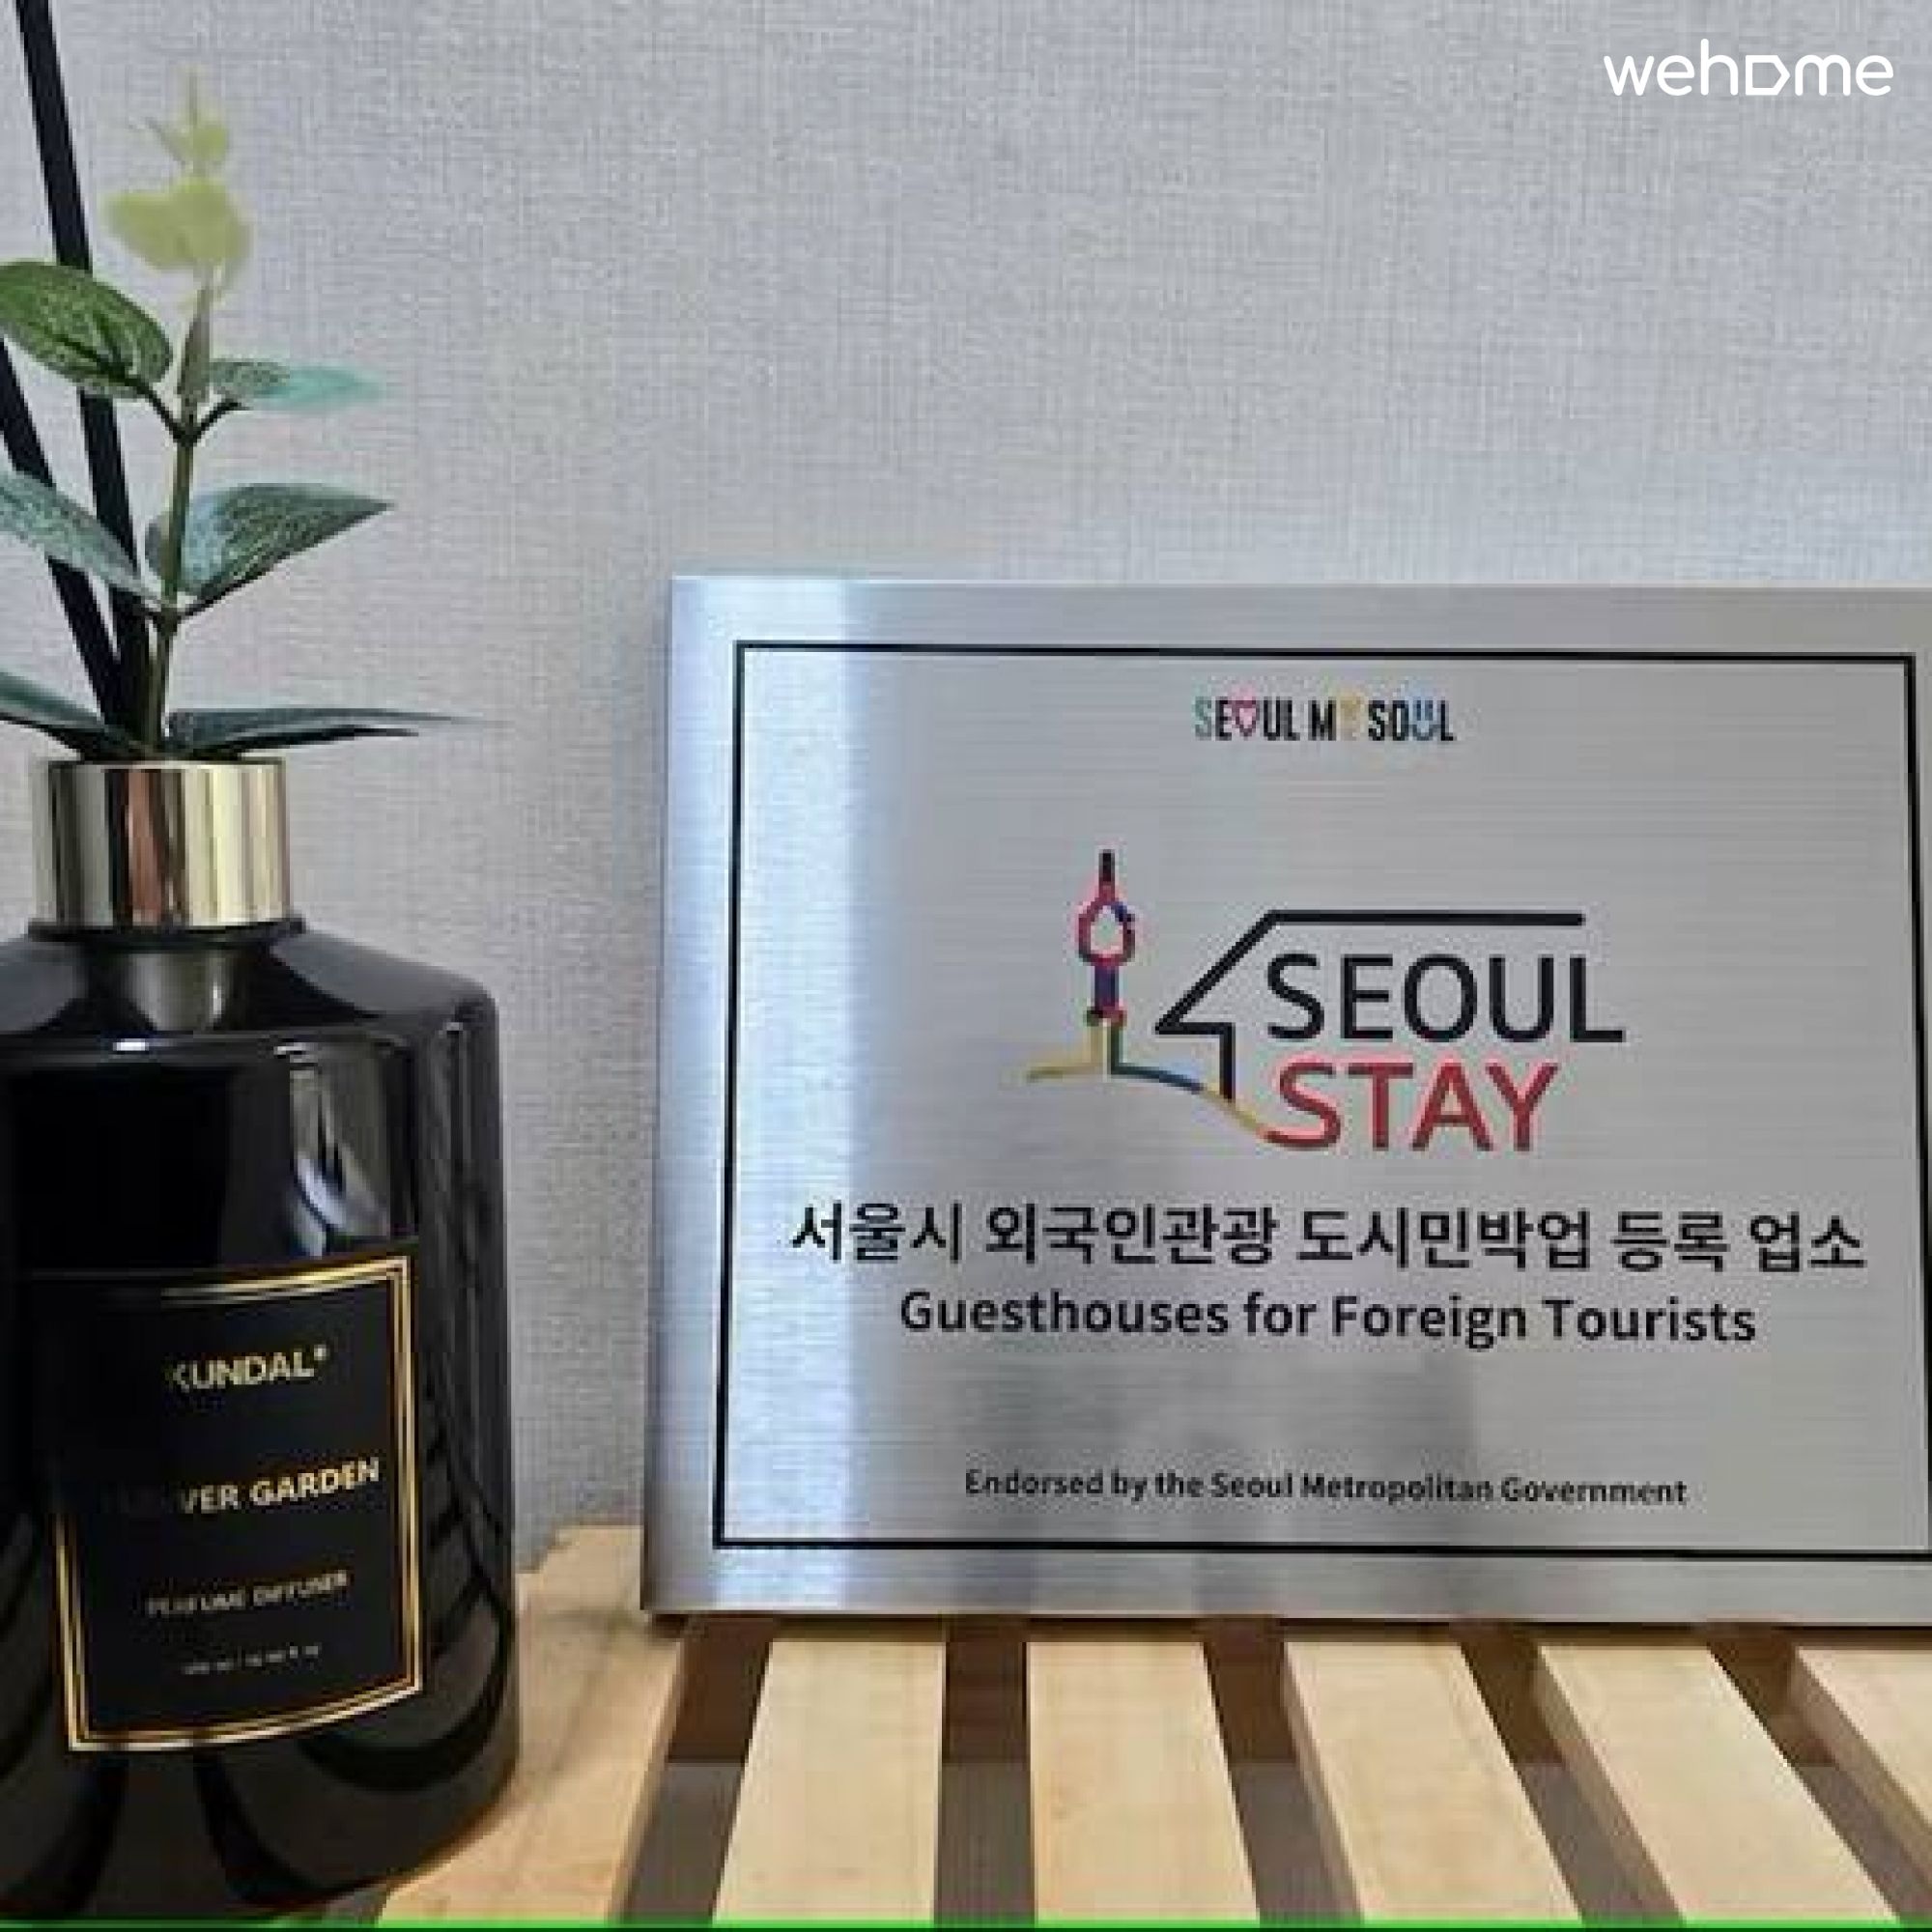 wehome
SEOUL MY SOUL
SEOUL
STAY
서울시 외국인관광 도시민박업 등록 업소
Guesthouses for Foreign Tourists
Endorsed by the Seoul Metropolitan Government
KUNDAL®
GARDEN
PERFUME DIFFUSER